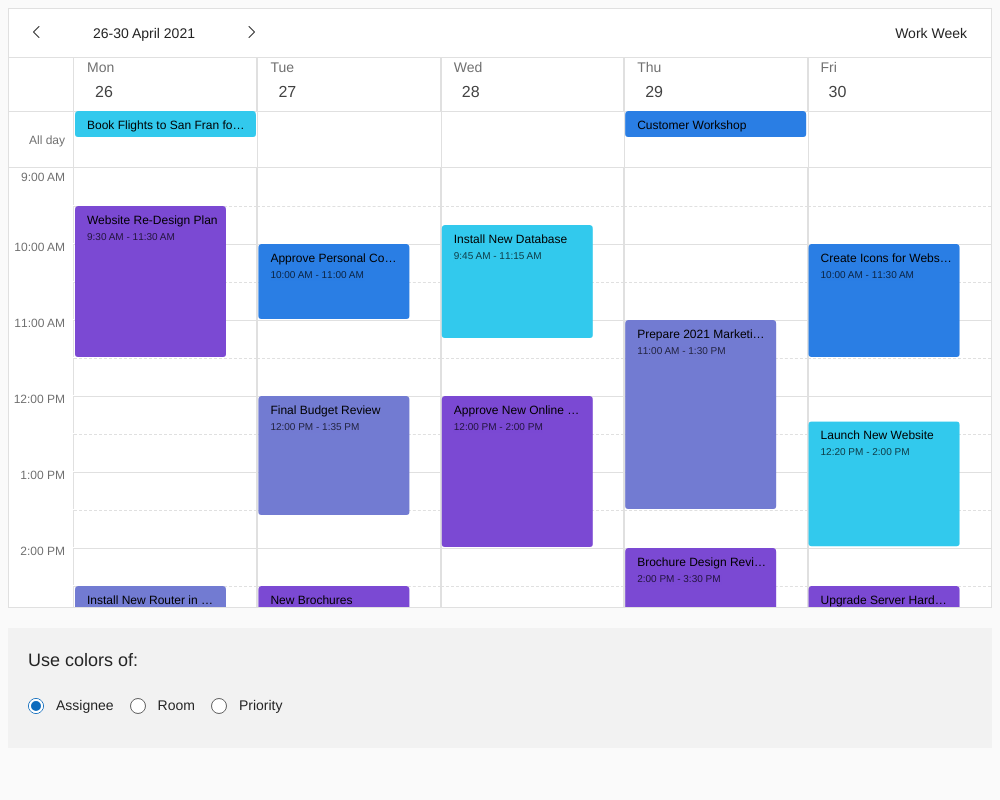 26-30 April 2021
Work Week
Mon
26
Tue
27
Wed
28
Thu
29
Fri
30
All day
Book Flights to San Fran fo…
Customer Workshop
9:00 AM
10:00 AM
11:00 AM
12:00 PM
1:00 PM
2:00 PM
Website Re-Design Plan
9:30 AM - 11:30 AM
Install New Router in …
Approve Personal Co…
10:00 AM - 11:00 AM
Final Budget Review
12:00 PM - 1:35 PM
New Brochures
Install New Database
9:45 AM - 11:15 AM
Approve New Online …
12:00 PM - 2:00 PM
Prepare 2021 Marketi…
11:00 AM - 1:30 PM
Brochure Design Revi…
2:00 PM - 3:30 PM
Create Icons for Webs…
10:00 AM - 11:30 AM
Launch New Website
12:20 PM - 2:00 PM
Upgrade Server Hard…
Use colors of:
Assignee
Room
Priority